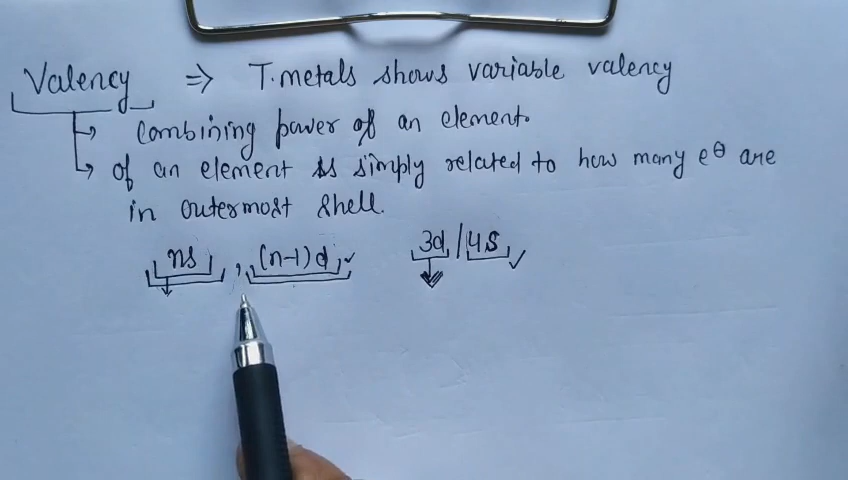 Valency ⇒ T.metals shows variable valency
↳ Combining power of an element.
↳ of an element is simply related to how many e⊖ are
in outermost shell.
ns , (n-1)d ✓ 3d / 4s ✓